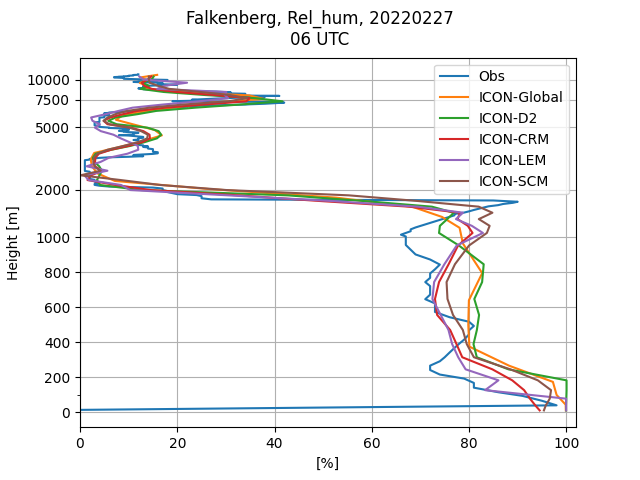 Falkenberg, Rel_hum, 20220227
06 UTC
Height [m]
10000
7500
5000
2000
1000
800
600
400
200
0
Obs
ICON-Global
ICON-D2
ICON-CRM
ICON-LEM
ICON-SCM
0 20 40 60 80 100
[%]